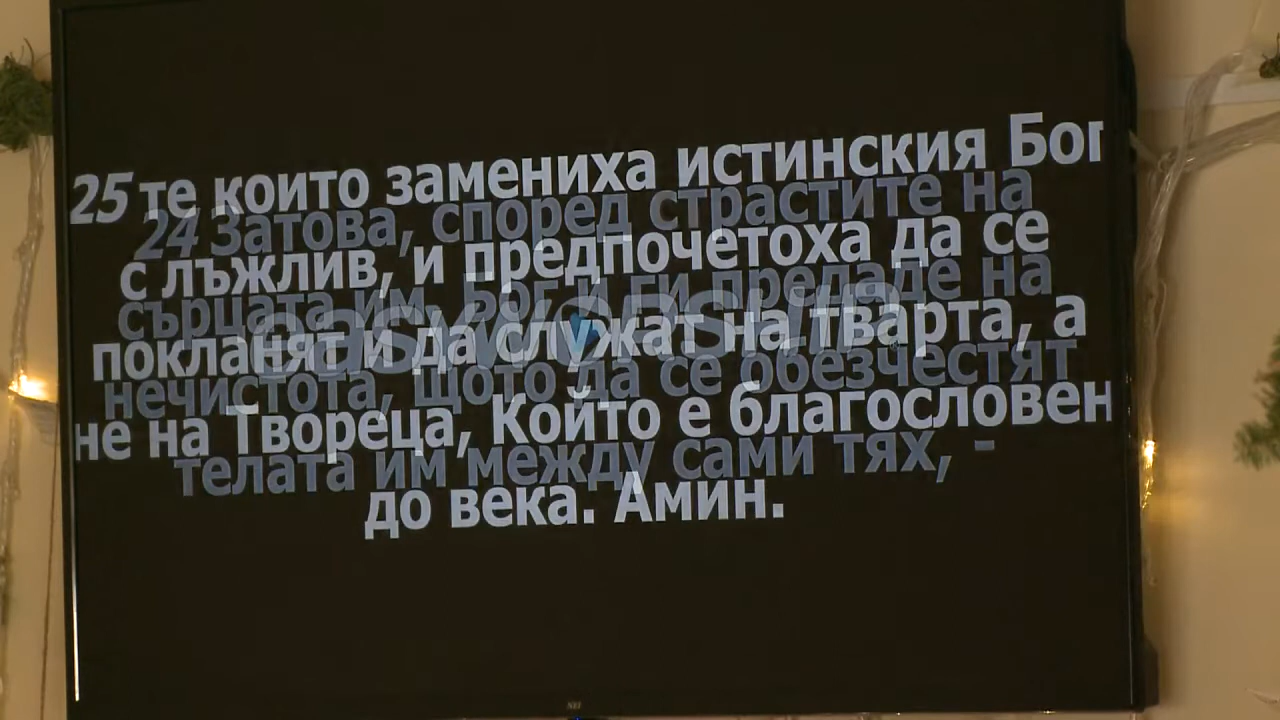 25 те които замениха истинския Бог
с лъжлив, и предпочетоха да се
покланят и да служат на тварта, а
не на Твореца, Който е благословен
до века. Амин.
24 Затова, според страстите на
сърцата им, Бог и ги предаде на
нечистота, щото да се обезчестят
телата им между сами тях, -